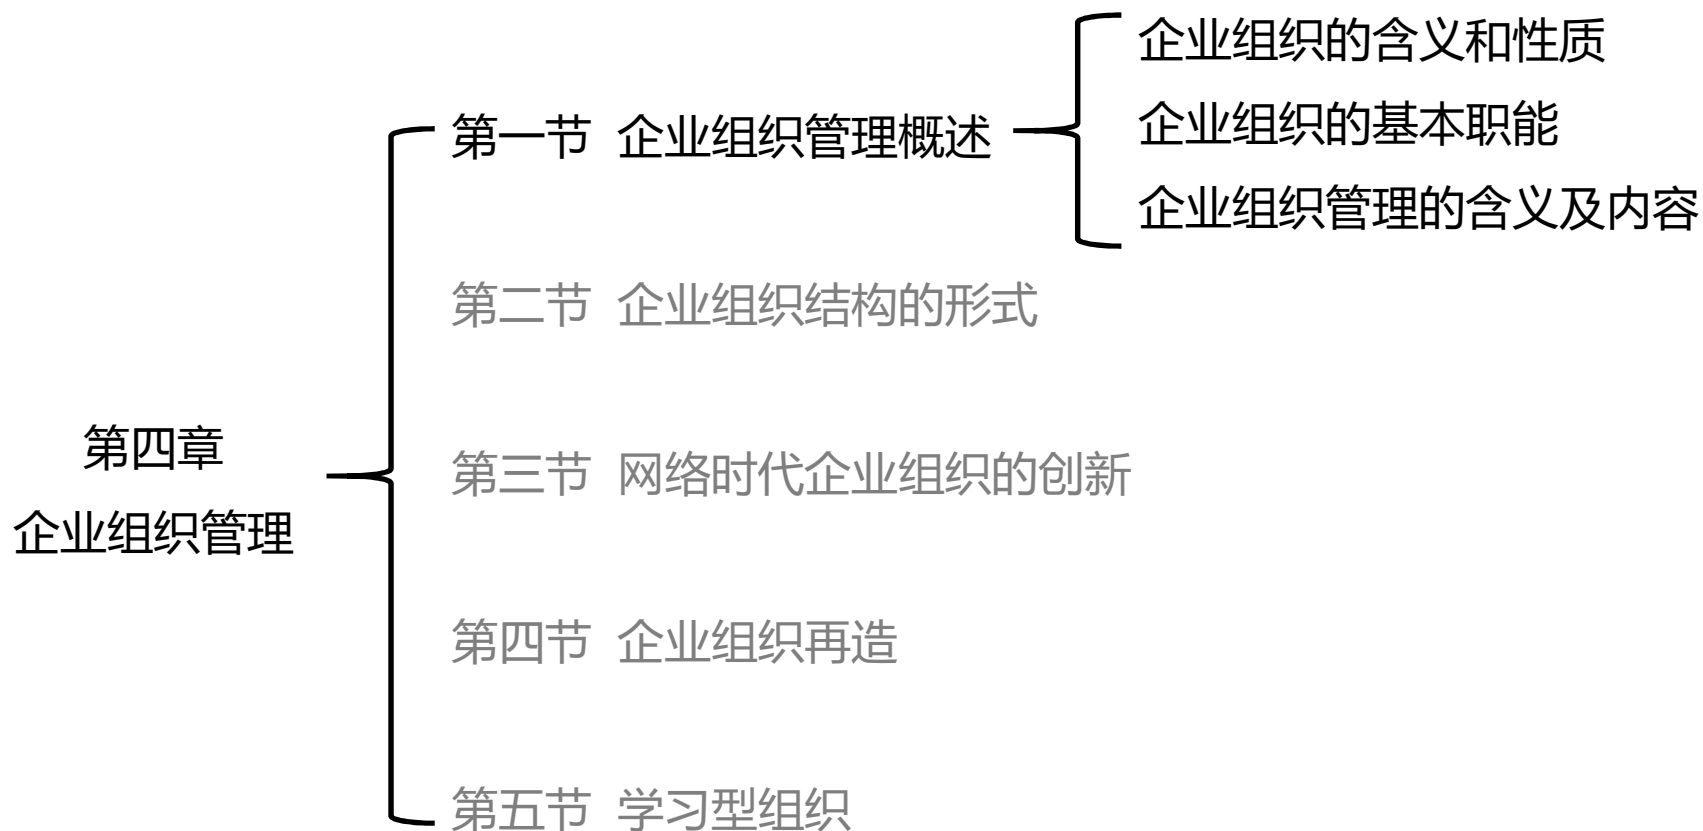 第四章
企业组织管理
第一节 企业组织管理概述
企业组织的含义和性质
企业组织的基本职能
企业组织管理的含义及内容
第二节 企业组织结构的形式
第三节 网络时代企业组织的创新
第四节 企业组织再造
第五节 学习型组织